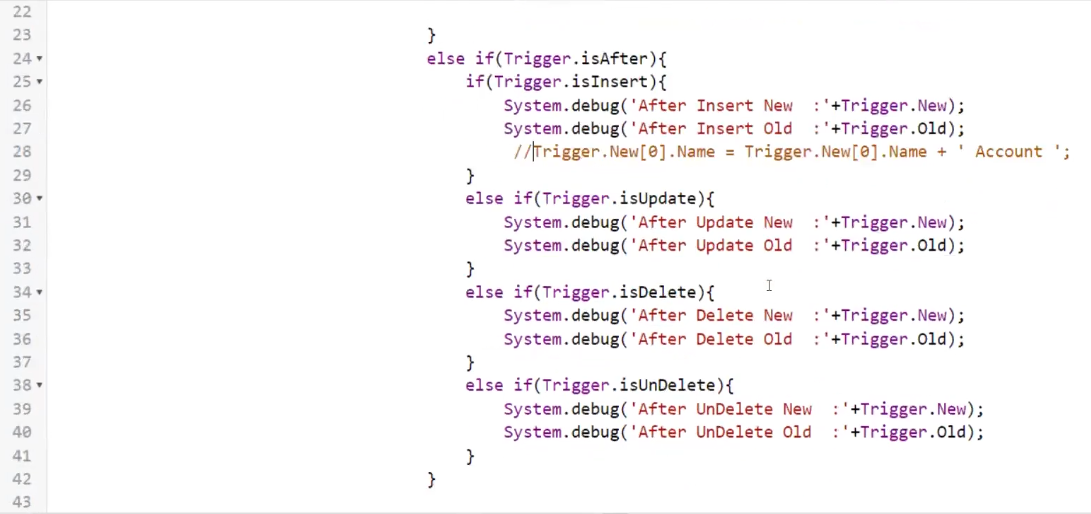 22
23 }
24 else if(Trigger.isAfter){
25 if(Trigger.isInsert){
26 System.debug('After Insert New  :'+Trigger.New);
27 System.debug('After Insert Old  :'+Trigger.Old);
28 //Trigger.New[0].Name = Trigger.New[0].Name + ' Account ';
29 }
30 else if(Trigger.isUpdate){
31 System.debug('After Update New  :'+Trigger.New);
32 System.debug('After Update Old  :'+Trigger.Old);
33 }
34 else if(Trigger.isDelete){
35 System.debug('After Delete New  :'+Trigger.New);
36 System.debug('After Delete Old  :'+Trigger.Old);
37 }
38 else if(Trigger.isUnDelete){
39 System.debug('After UnDelete New  :'+Trigger.New);
40 System.debug('After UnDelete Old  :'+Trigger.Old);
41 }
42 }
43